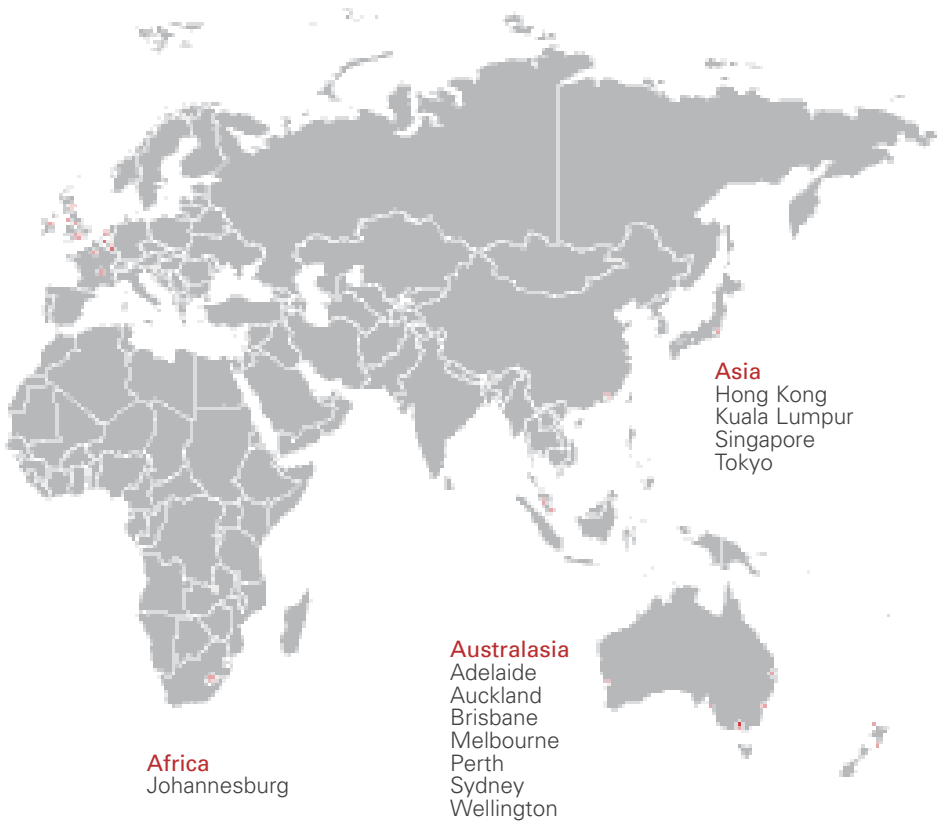 Asia
Hong Kong
Kuala Lumpur
Singapore
Tokyo
Australasia
Adelaide
Auckland
Brisbane
Melbourne
Perth
Sydney
Wellington
Africa
Johannesburg